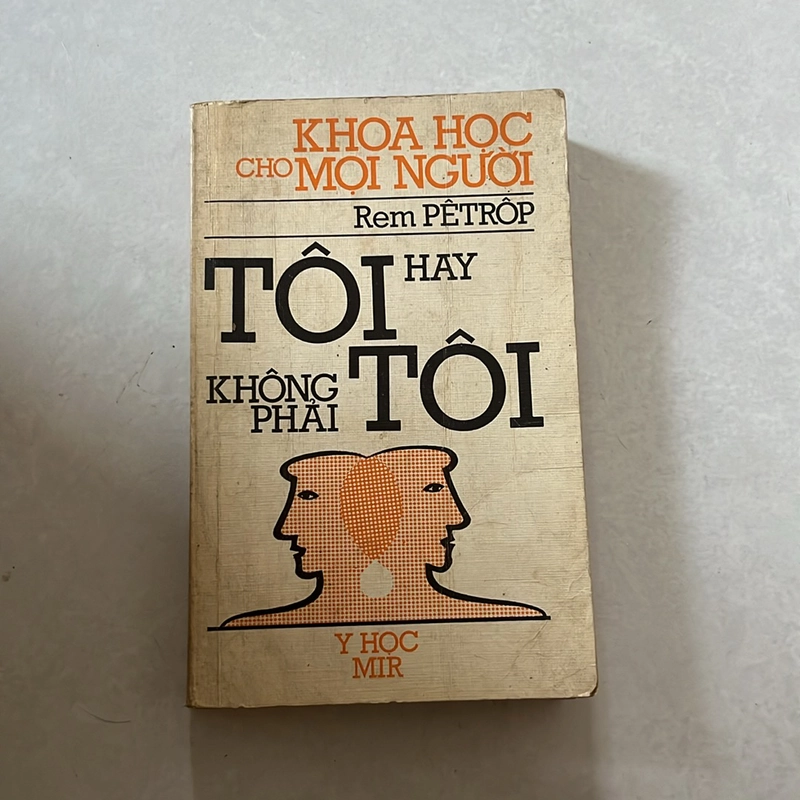 KHOA HỌC
CHO MỌI NGƯỜI
Rem PÊTRÔP
TÔI HAY
KHÔNG PHẢI TÔI
Y HỌC
MIR